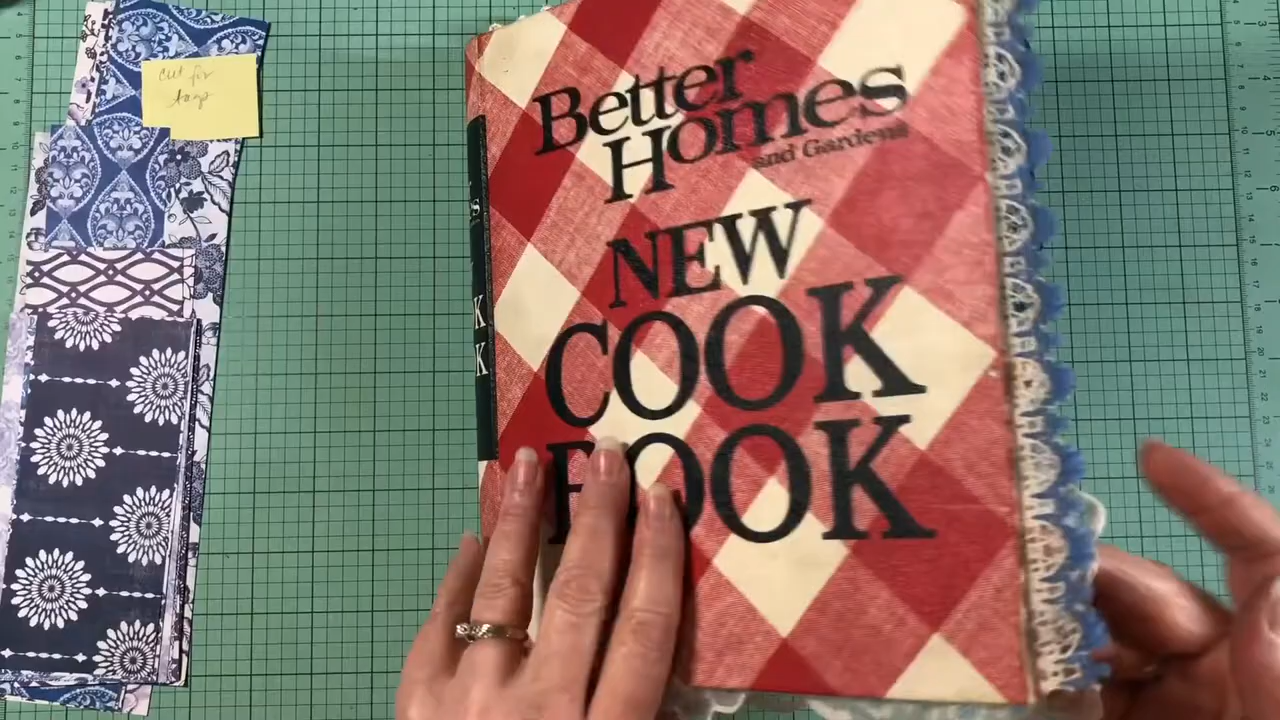 cut for
tags
Better
Homes
and Gardens
NEW
COOK
BOOK
s
K
K